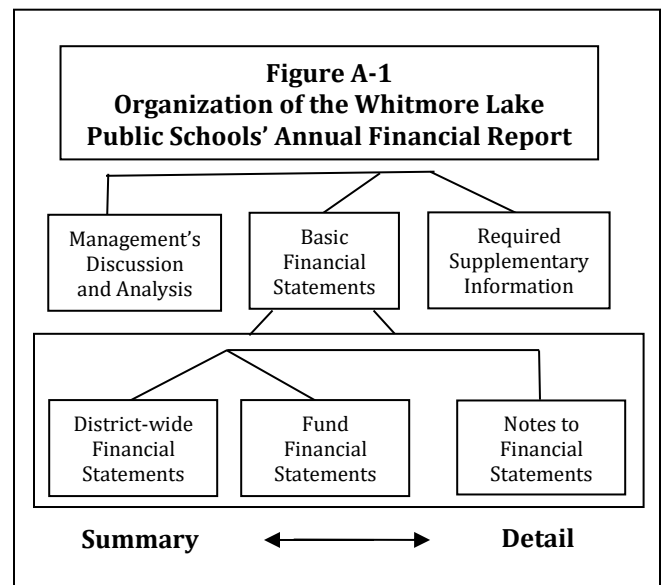 Figure A-1
Organization of the Whitmore Lake
Public Schools’ Annual Financial Report
Management’s
Discussion
and Analysis
Basic
Financial
Statements
Required
Supplementary
Information
District-wide
Financial
Statements
Fund
Financial
Statements
Notes to
Financial
Statements
Summary
Detail